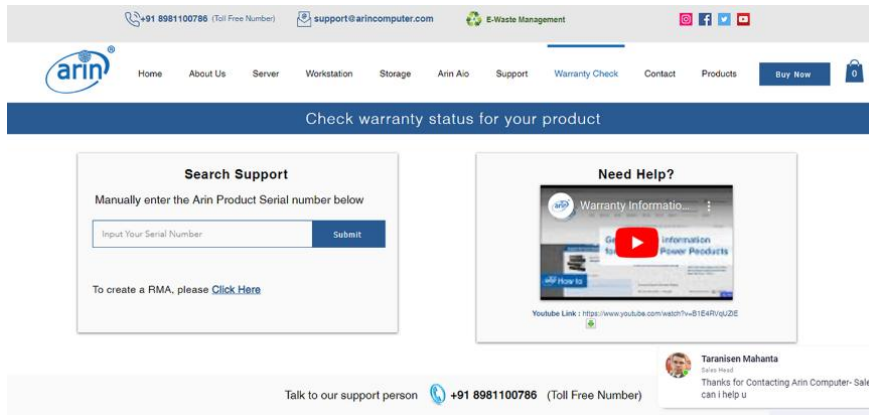 +91 8981100786 (Toll Free Number) support@arincomputer.com E-Waste Management
arin®
Home About Us Server Workstation Storage Arin Aio Support Warranty Check Contact Products Buy Now 0
Check warranty status for your product
Search Support
Manually enter the Arin Product Serial number below
Input Your Serial Number Submit
To create a RMA, please Click Here
Need Help?
arin Warranty Informatio...
information
Power Peoducts
How to
Youtube Link : https://www.youtube.com/watch?v=
Taranisen Mahanta
Sales Head
Thanks for Contacting Arin Computer- Sale
can i help u
Talk to our support person +91 8981100786 (Toll Free Number)